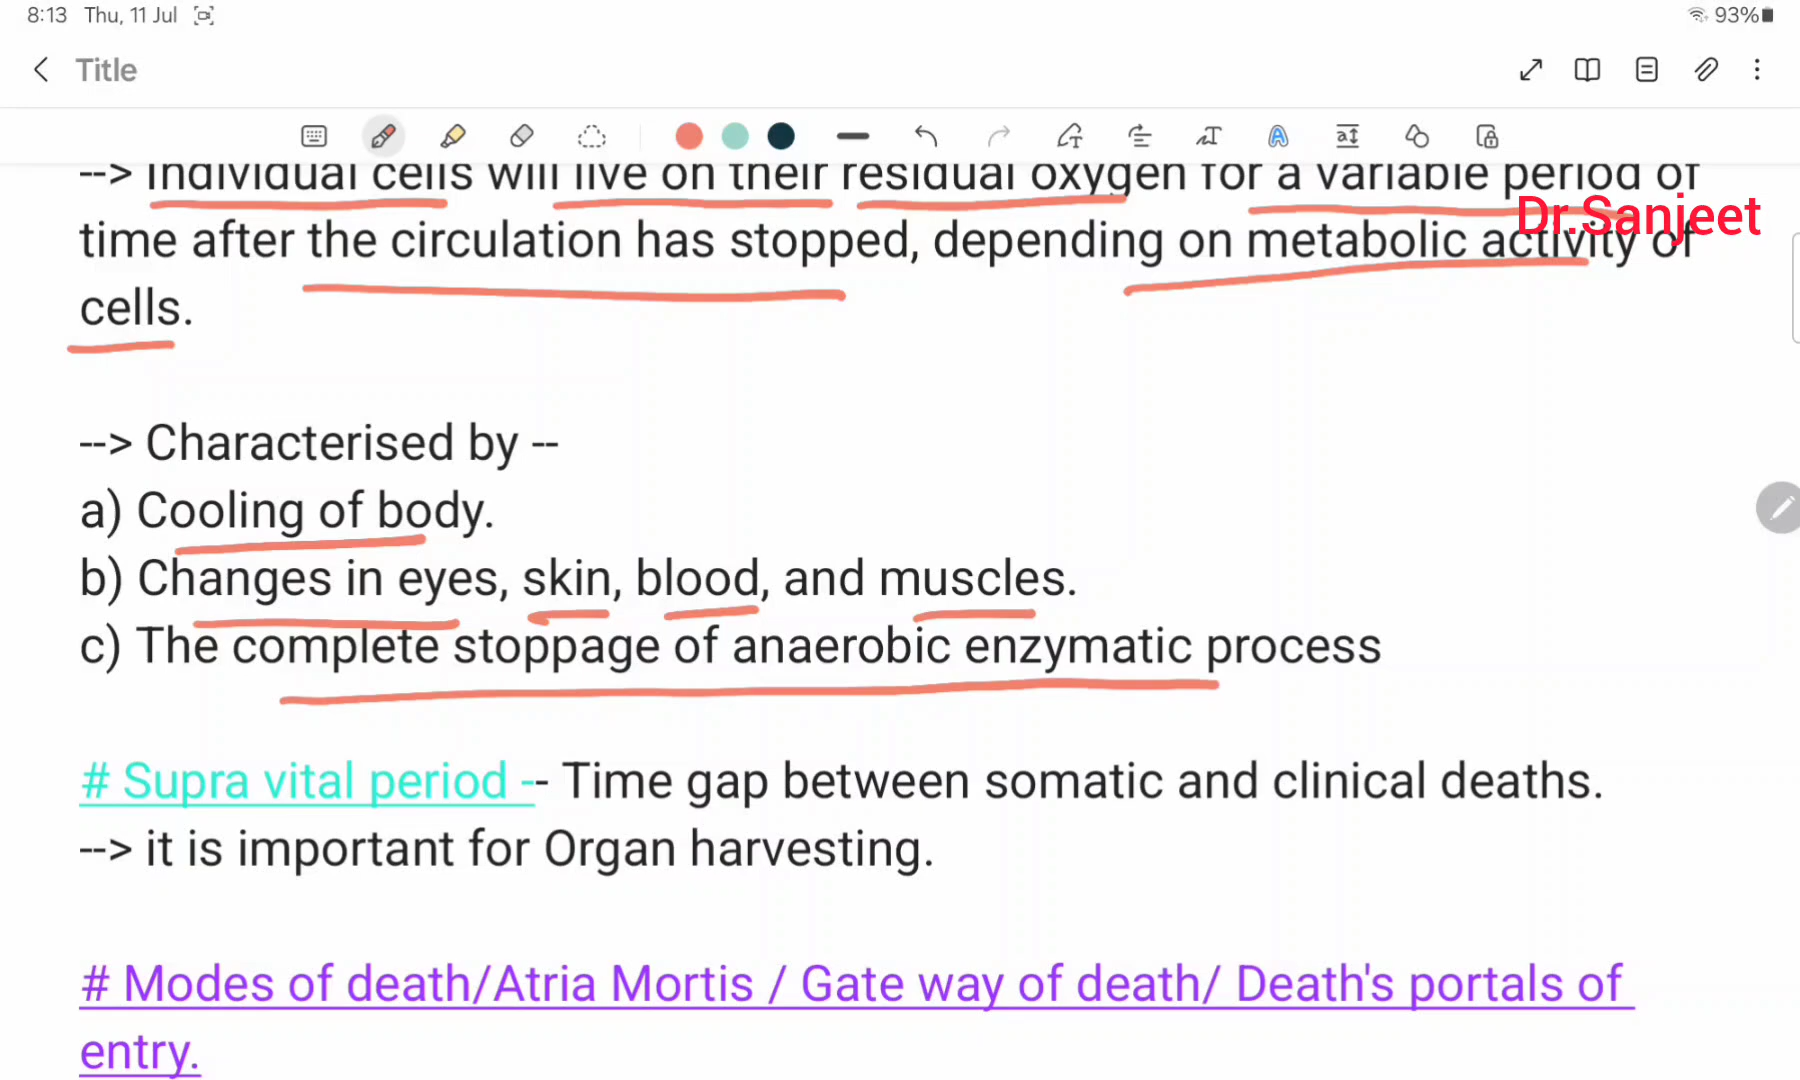 8:13 Thu, 11 Jul 93%
Title
--> Individual cells will live on their residual oxygen for a variable period of
Dr.Sanjeet
time after the circulation has stopped, depending on metabolic activity of
cells.
--> Characterised by --
a) Cooling of body.
b) Changes in eyes, skin, blood, and muscles.
c) The complete stoppage of anaerobic enzymatic process
# Supra vital period -- Time gap between somatic and clinical deaths.
--> it is important for Organ harvesting.
# Modes of death/Atria Mortis / Gate way of death/ Death's portals of
entry.